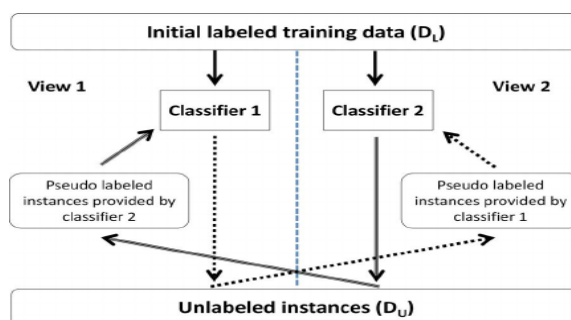 Initial labeled training data (DL)
View 1
View 2
Classifier 1
Classifier 2
Pseudo labeled
instances provided by
classifier 2
Pseudo labeled
instances provided by
classifier 1
Unlabeled instances (DU)